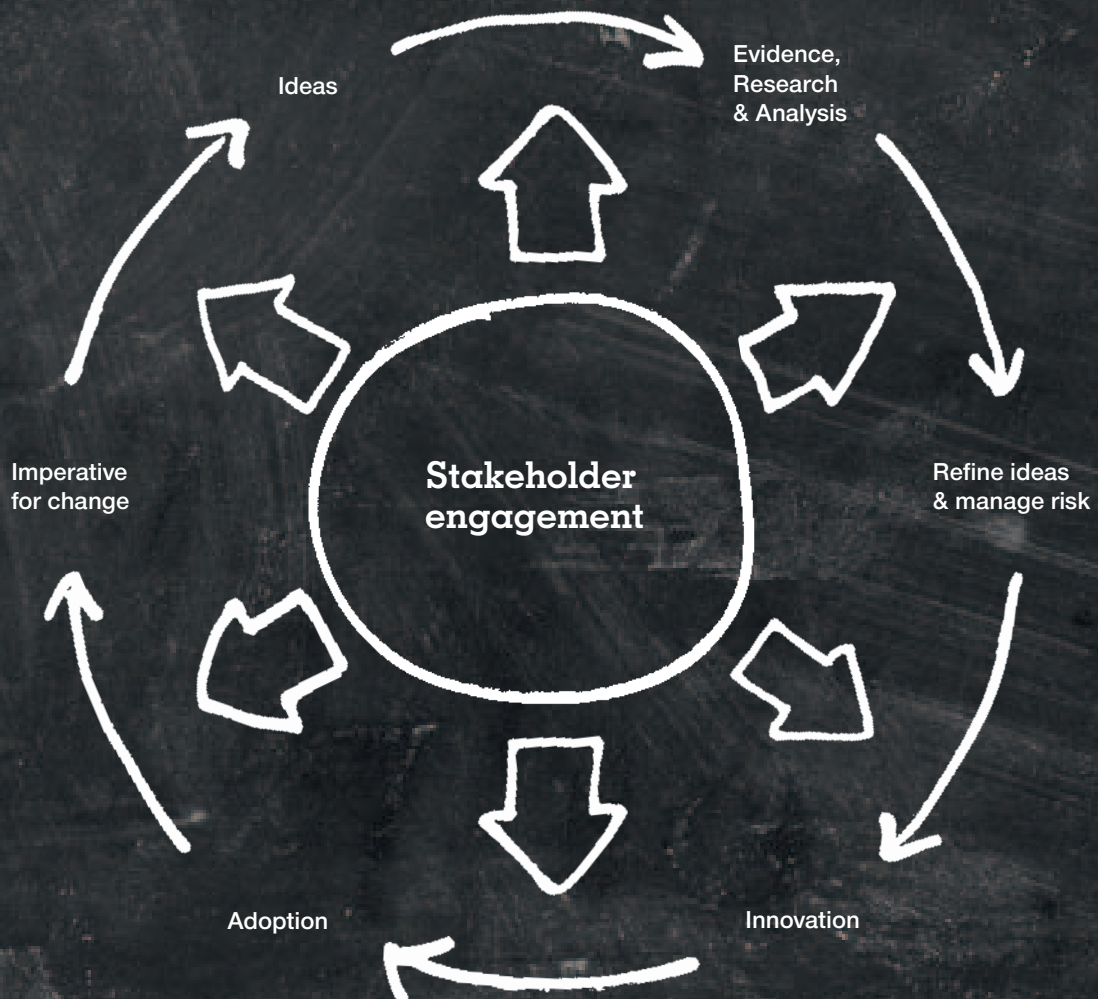 Ideas
Evidence,
Research
& Analysis
Imperative
for change
Stakeholder
engagement
Refine ideas
& manage risk
Adoption
Innovation